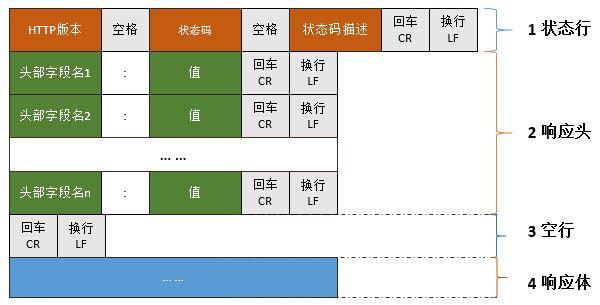 HTTP版本 空格 状态码 空格 状态码描述 回车 CR 换行 LF 1 状态行
头部字段名1 : 值 回车 CR 换行 LF
头部字段名2 : 值 回车 CR 换行 LF
2 响应头
... ...
头部字段名n : 值 回车 CR 换行 LF
回车 CR 换行 LF 3 空行
... ... 4 响应体